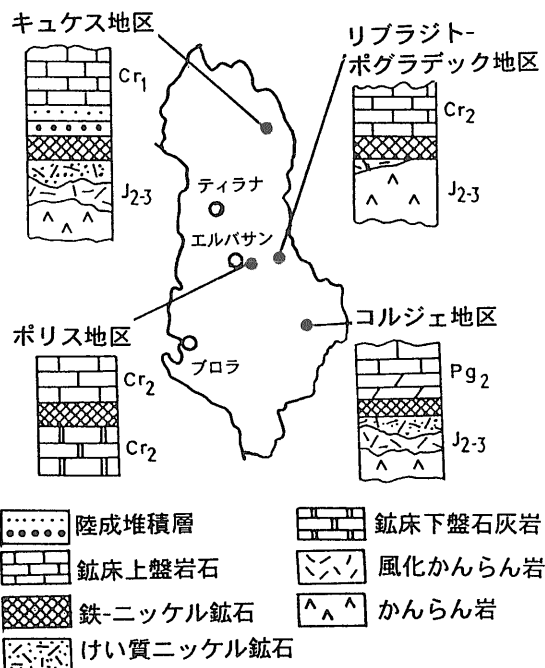 キュケス地区
リブラジト-
ポグラデック地区
Cr1
J2-3
Cr2
J2-3
ティラナ
エルバサン
ブロラ
ポリス地区
Cr2
Cr2
コルジェ地区
Pg2
J2-3
陸成堆積層
鉱床上盤岩石
鉄-ニッケル鉱石
けい質ニッケル鉱石
鉱床下盤石灰岩
風化かんらん岩
かんらん岩